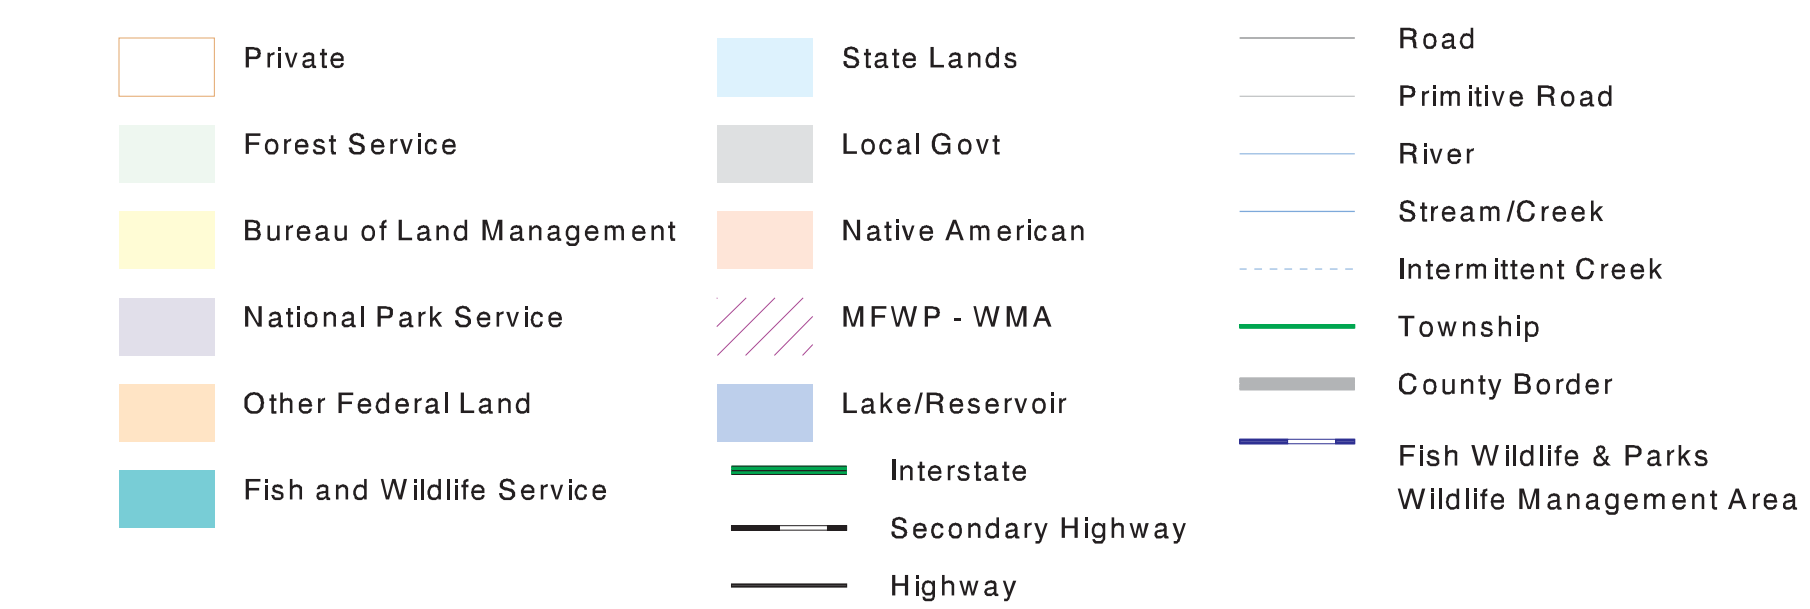 Private
Forest Service
Bureau of Land Management
National Park Service
Other Federal Land
Fish and Wildlife Service
State Lands
Local Govt
Native American
MFWP - WMA
Lake/Reservoir
Interstate
Secondary Highway
Highway
Road
Primitive Road
River
Stream/Creek
Intermittent Creek
Township
County Border
Fish Wildlife & Parks
Wildlife Management Area